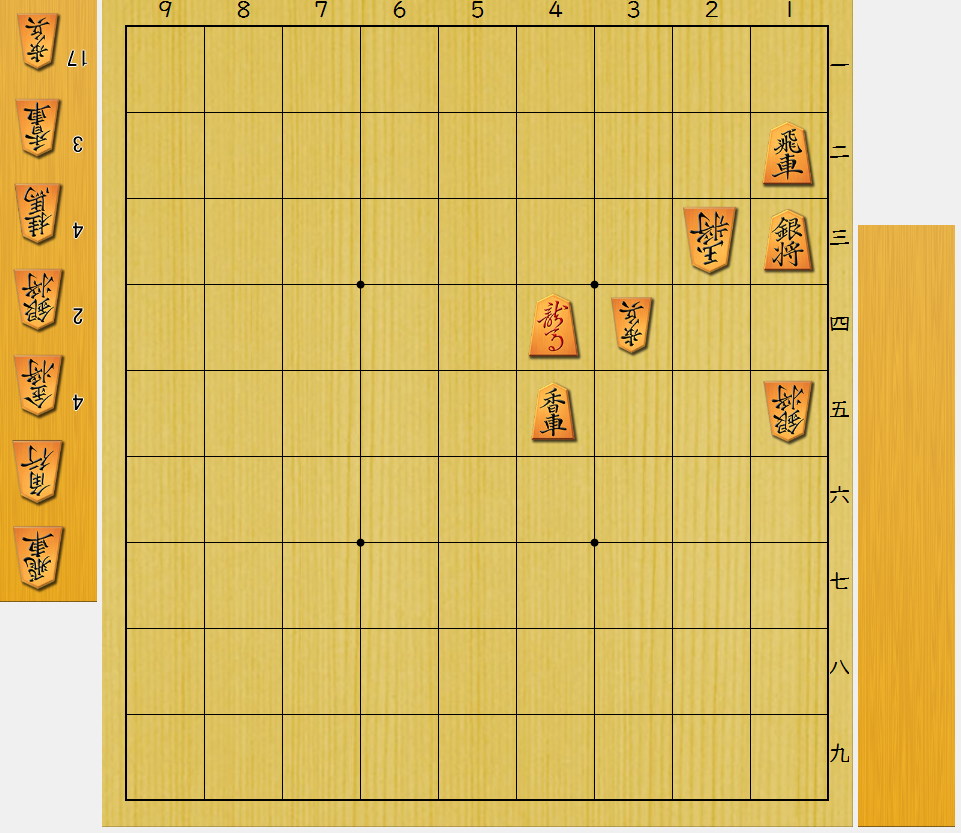 9 8 7 6 5 4 3 2 1
歩兵 17
香車 3
桂馬 4
銀将 2
金将 4
角行
飛車
一
飛車 二
玉将 銀将 三
龍馬 歩兵 四
香車 銀将 五
六
七
八
九